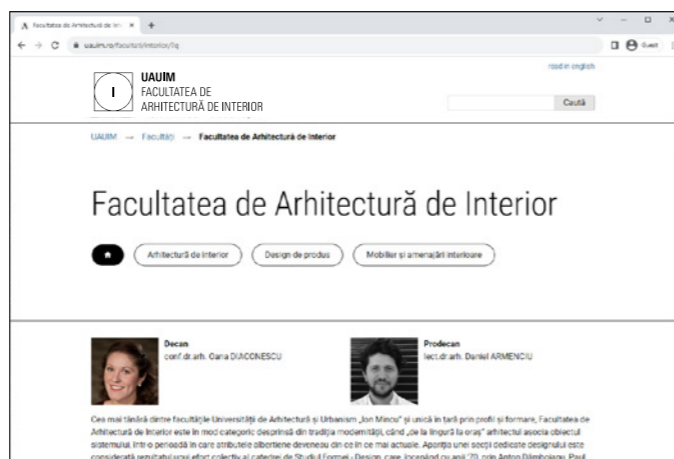 Facultatea de Arhitectură de Int
uauim.ro/facultati/interior/
Guest
read in english
I
UAUIM
FACULTATEA DE
ARHITECTURĂ DE INTERIOR
Caută
UAUIM → Facultăți → Facultatea de Arhitectură de Interior
Facultatea de Arhitectură de Interior
Arhitectură de interior
Design de produs
Mobilier și amenajări interioare
Decan
conf.dr.arh. Oana DIACONESCU
Prodecan
lect.dr.arh. Daniel ARMENCIU
Cea mai tânără dintre facultățile Universității de Arhitectură și Urbanism „Ion Mincu” și unică în țară prin profil și formare, Facultatea de
Arhitectură de Interior este în mod categoric desprinsă din tradiția modernității, când „de la lingură la oraș” arhitectul asocia obiectul
sistemului, într-o perioadă în care atributele albertiene deveneau din ce în ce mai actuale. Apariția unei secții dedicate designului este
considerată rezultatul unui efort colectiv al catedrei de Studiul Formei - Design, care, începând cu anii '70, prin Anton Dâmboianu, Paul